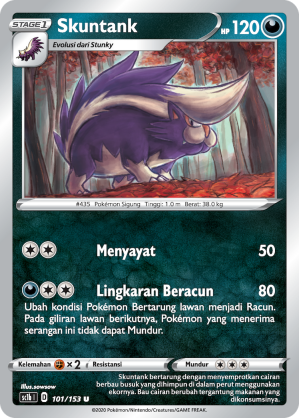 STAGE 1
Skuntank
HP 120
Evolusi dari Stunky
#435 Pokémon Sigung Tinggi: 1.0 m Berat: 38.0 kg
Menyayat 50
Lingkaran Beracun 80
Ubah kondisi Pokémon Bertarung lawan menjadi Racun.
Pada giliran lawan berikutnya, Pokémon yang menerima
serangan ini tidak dapat Mundur.
Kelemahan ×2 Resistansi Mundur
illus.sowsow
sc1b I D 101/153 U
Skuntank bertarung dengan menyemprotkan cairan
berbau busuk yang dihimpun di dalam perut menggunakan
ekornya. Bau cairan berubah tergantung makanan yang
dikonsumsinya.
©2020 Pokémon/Nintendo/Creatures/GAME FREAK.